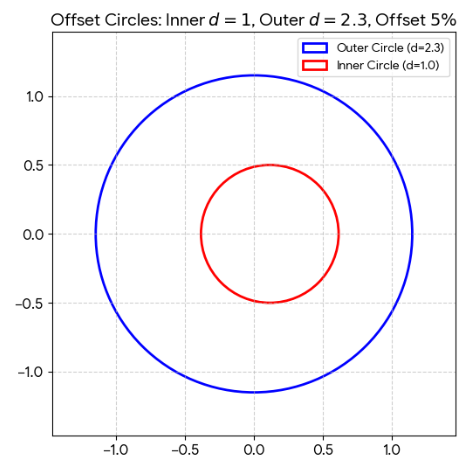 Offset Circles: Inner d = 1, Outer d = 2.3, Offset 5%
Outer Circle (d=2.3)
Inner Circle (d=1.0)
1.0
0.5
0.0
−0.5
−1.0
−1.0 −0.5 0.0 0.5 1.0